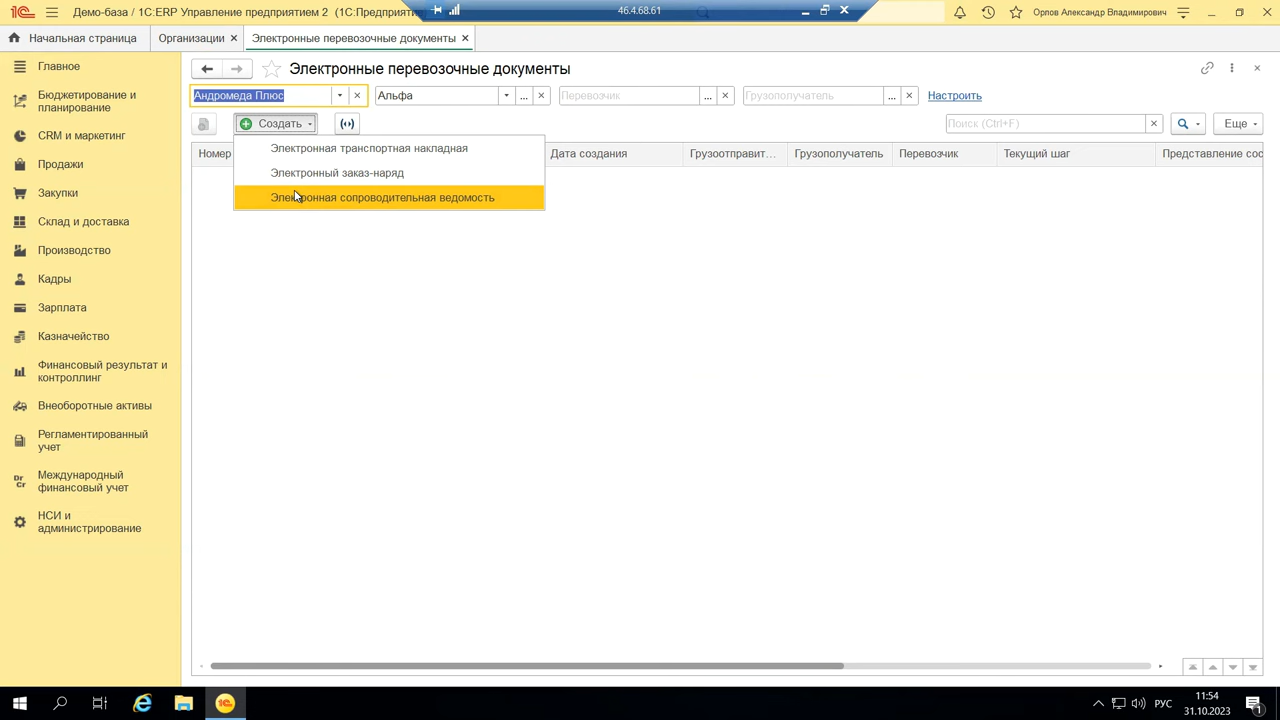 Демо-база / 1С:ERP Управление предприятием 2 (1С:Предприятие
46.4.68.61
Орлов Александр Владимирович
Начальная страница
Организации
Электронные перевозочные документы
Главное
Бюджетирование и
планирование
CRM и маркетинг
Продажи
Закупки
Склад и доставка
Производство
Кадры
Зарплата
Казначейство
Финансовый результат и
контроллинг
Внеоборотные активы
Регламентированный
учет
Международный
финансовый учет
НСИ и
администрирование
Электронные перевозочные документы
Андромеда Плюс
Альфа
Перевозчик
Грузополучатель
Настроить
Создать
Поиск (Ctrl+F)
Еще
Электронная транспортная накладная
Электронный заказ-наряд
Электронная сопроводительная ведомость
Номер
Дата создания
Грузоотправит...
Грузополучатель
Перевозчик
Текущий шаг
Представление сос
РУС
11:54
31.10.2023
1